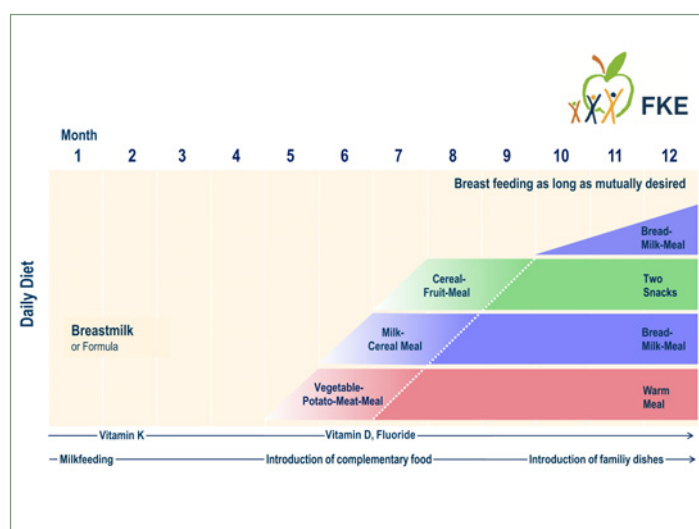 FKE
Month
1 2 3 4 5 6 7 8 9 10 11 12
Breast feeding as long as mutually desired
Daily Diet
Bread-
Milk-Meal
Cereal-
Fruit-Meal
Two
Snacks
Breastmilk
or Formula
Milk-
Cereal Meal
Bread-
Milk-Meal
Vegetable-
Potato-Meat-Meal
Warm
Meal
Vitamin K
Vitamin D, Fluoride
Milkfeeding
Introduction of complementary food
Introduction of familiy dishes